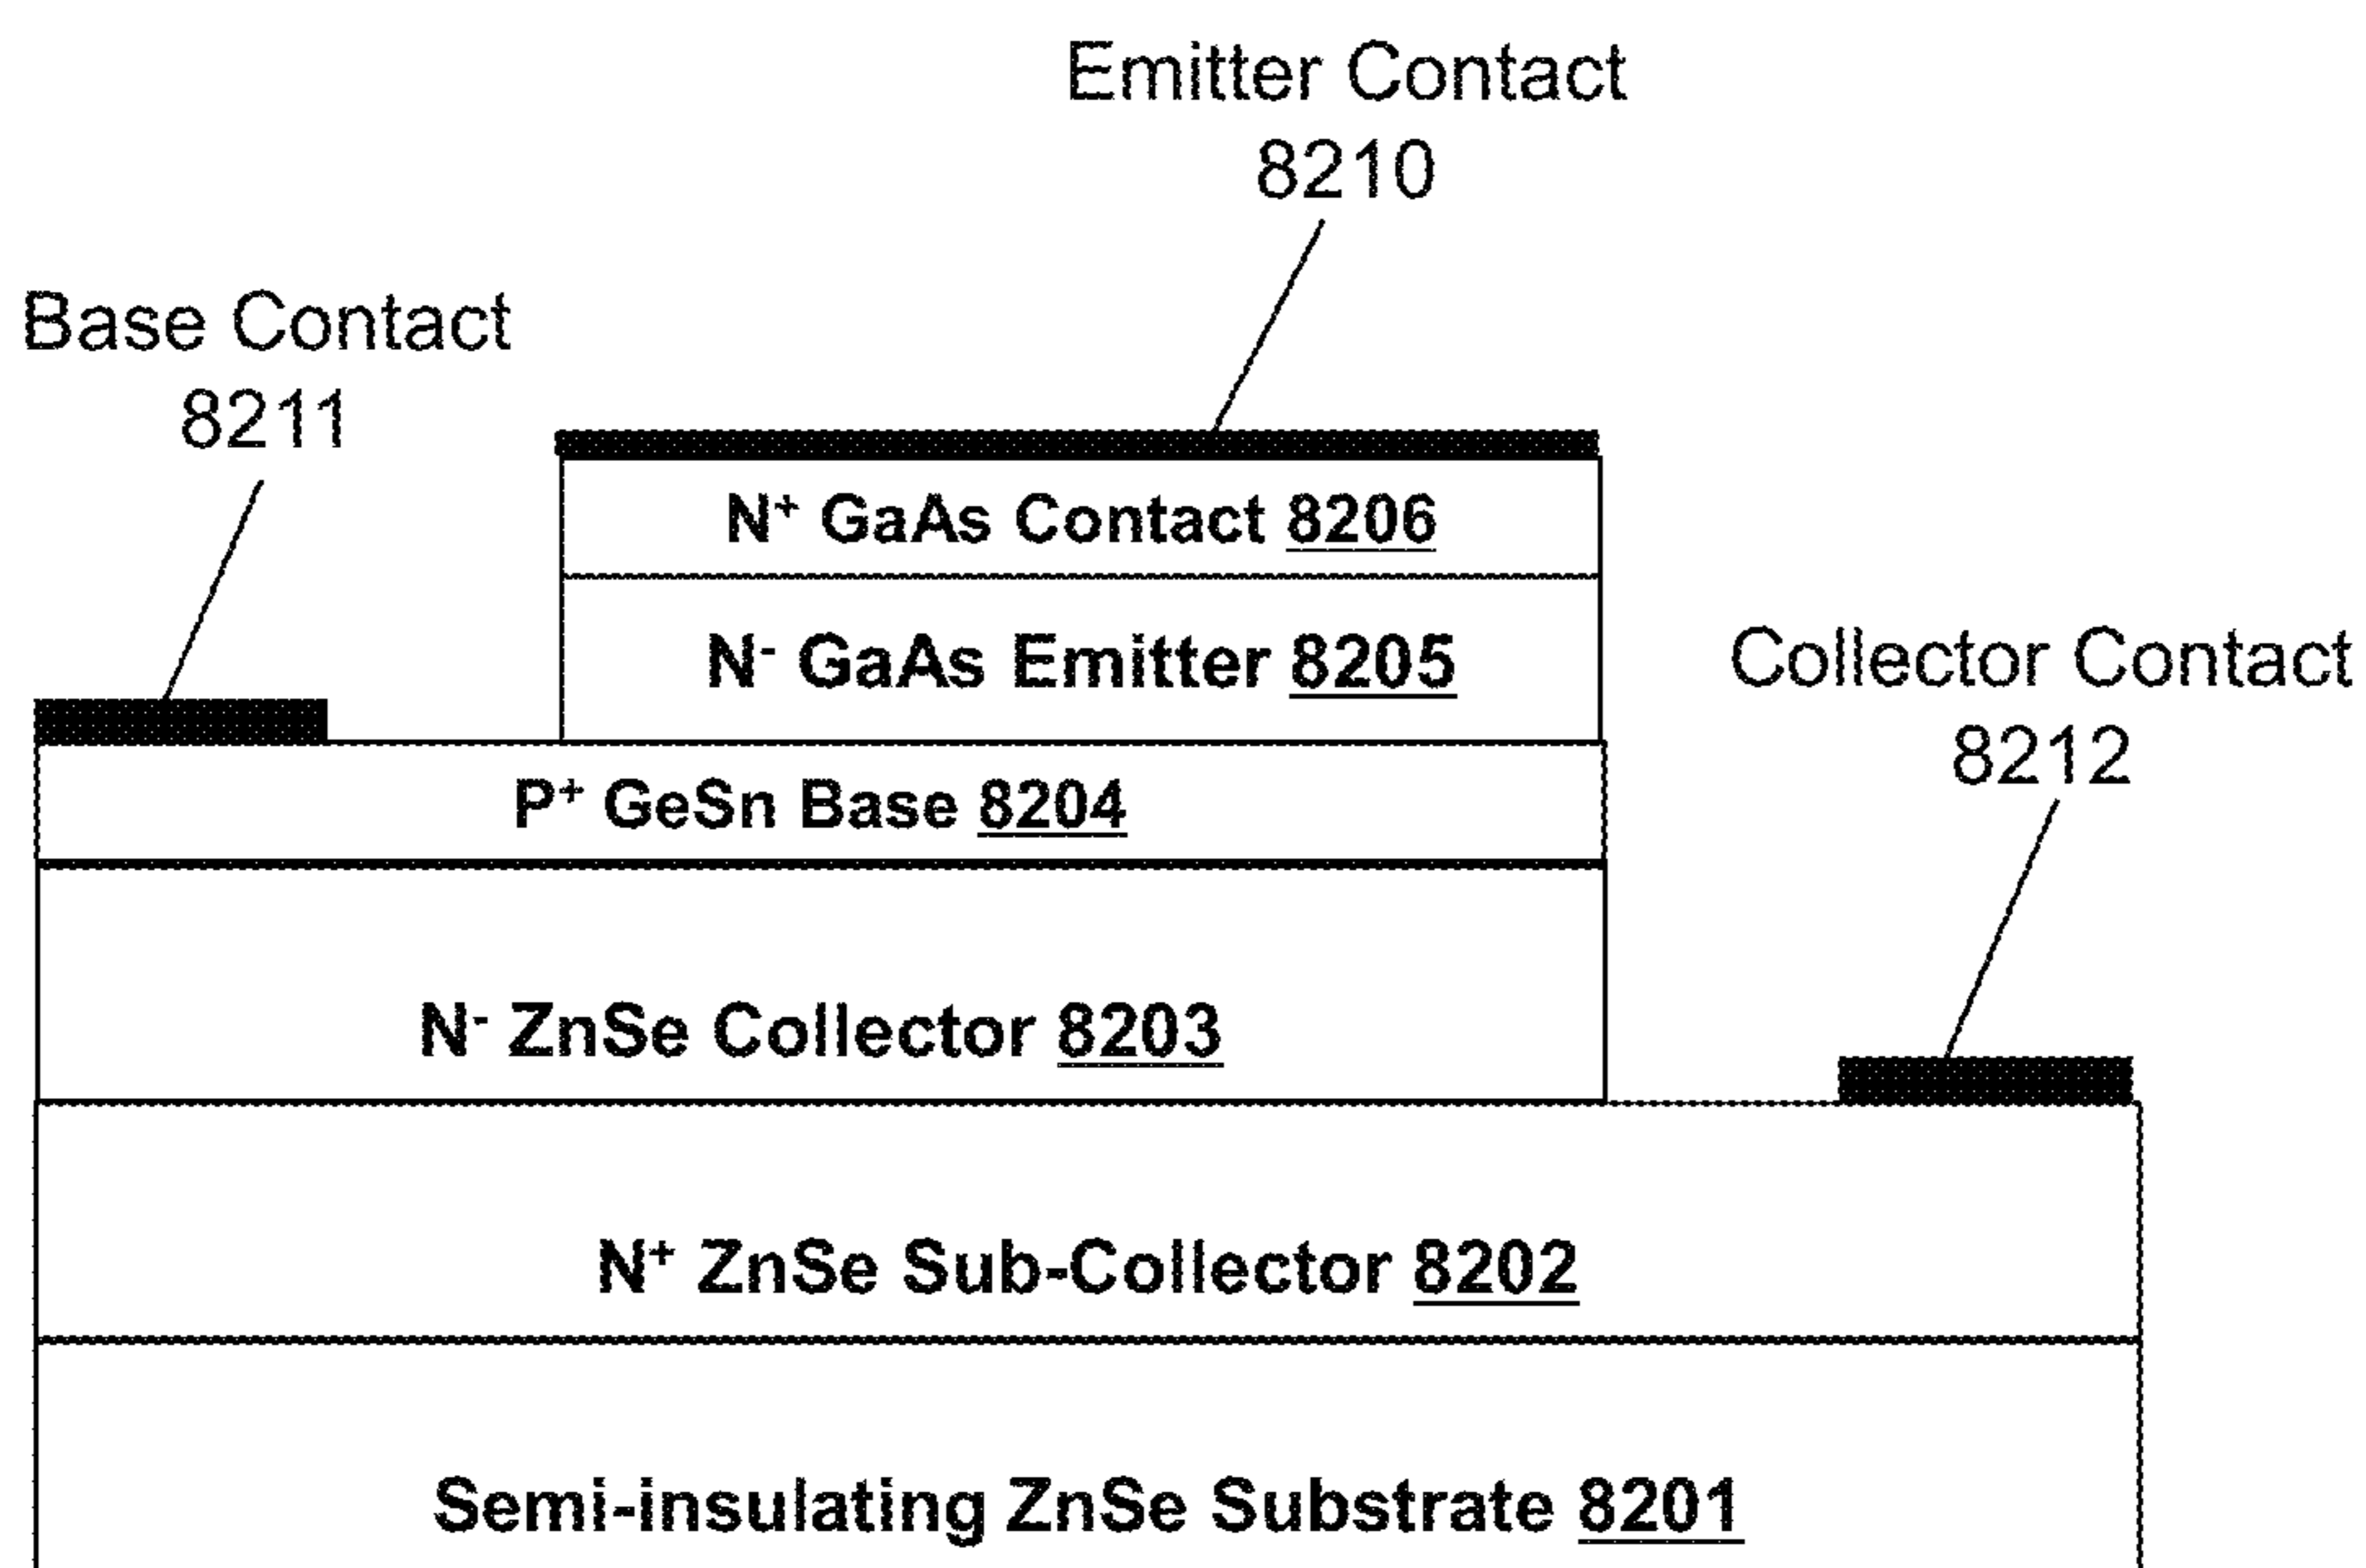 Emitter Contact
8210
Base Contact
8211
N⁺ GaAs Contact 8206
N⁻ GaAs Emitter 8205
Collector Contact
8212
P⁺ GeSn Base 8204
N⁻ ZnSe Collector 8203
N⁺ ZnSe Sub-Collector 8202
Semi-insulating ZnSe Substrate 8201